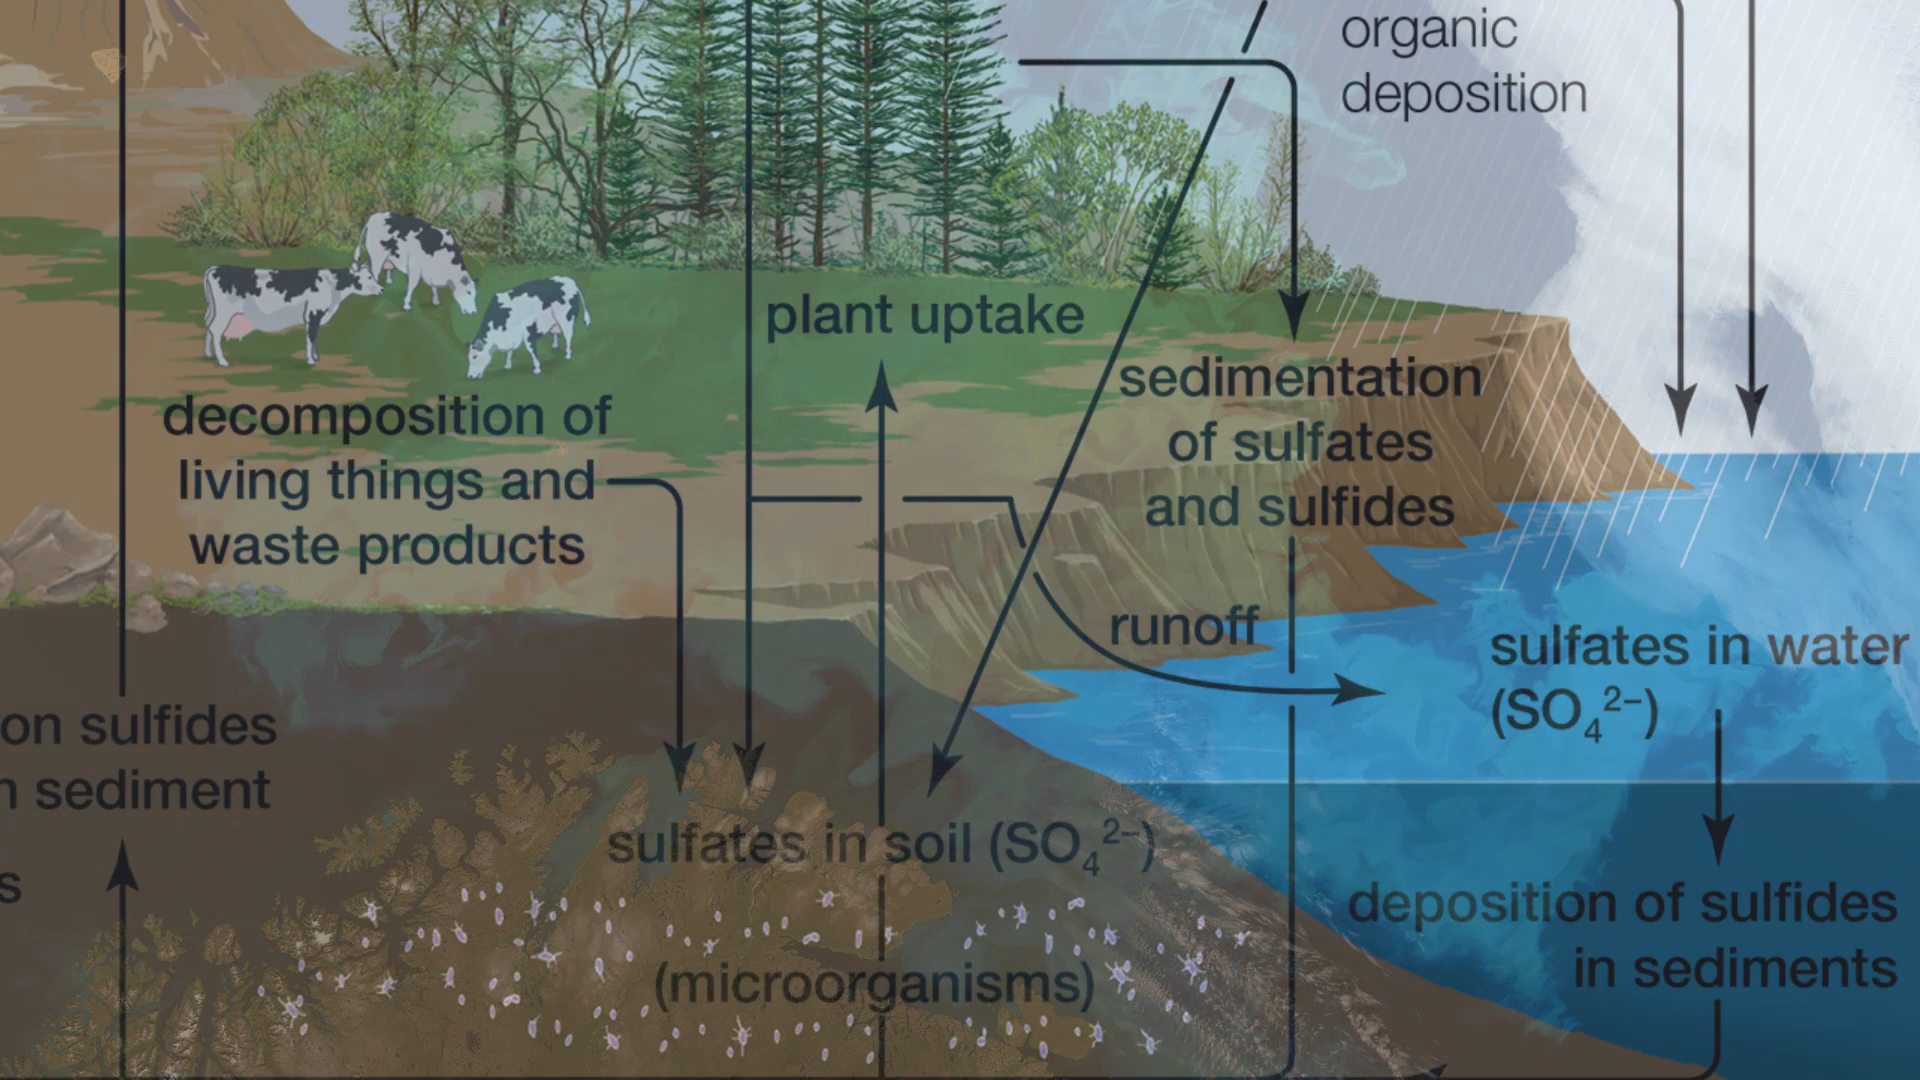 organic
deposition
plant uptake
sedimentation
of sulfates
and sulfides
decomposition of
living things and
waste products
runoff
sulfates in water
(SO₄²⁻)
on sulfides
sediment
sulfates in soil (SO₄²⁻)
deposition of sulfides
in sediments
(microorganisms)